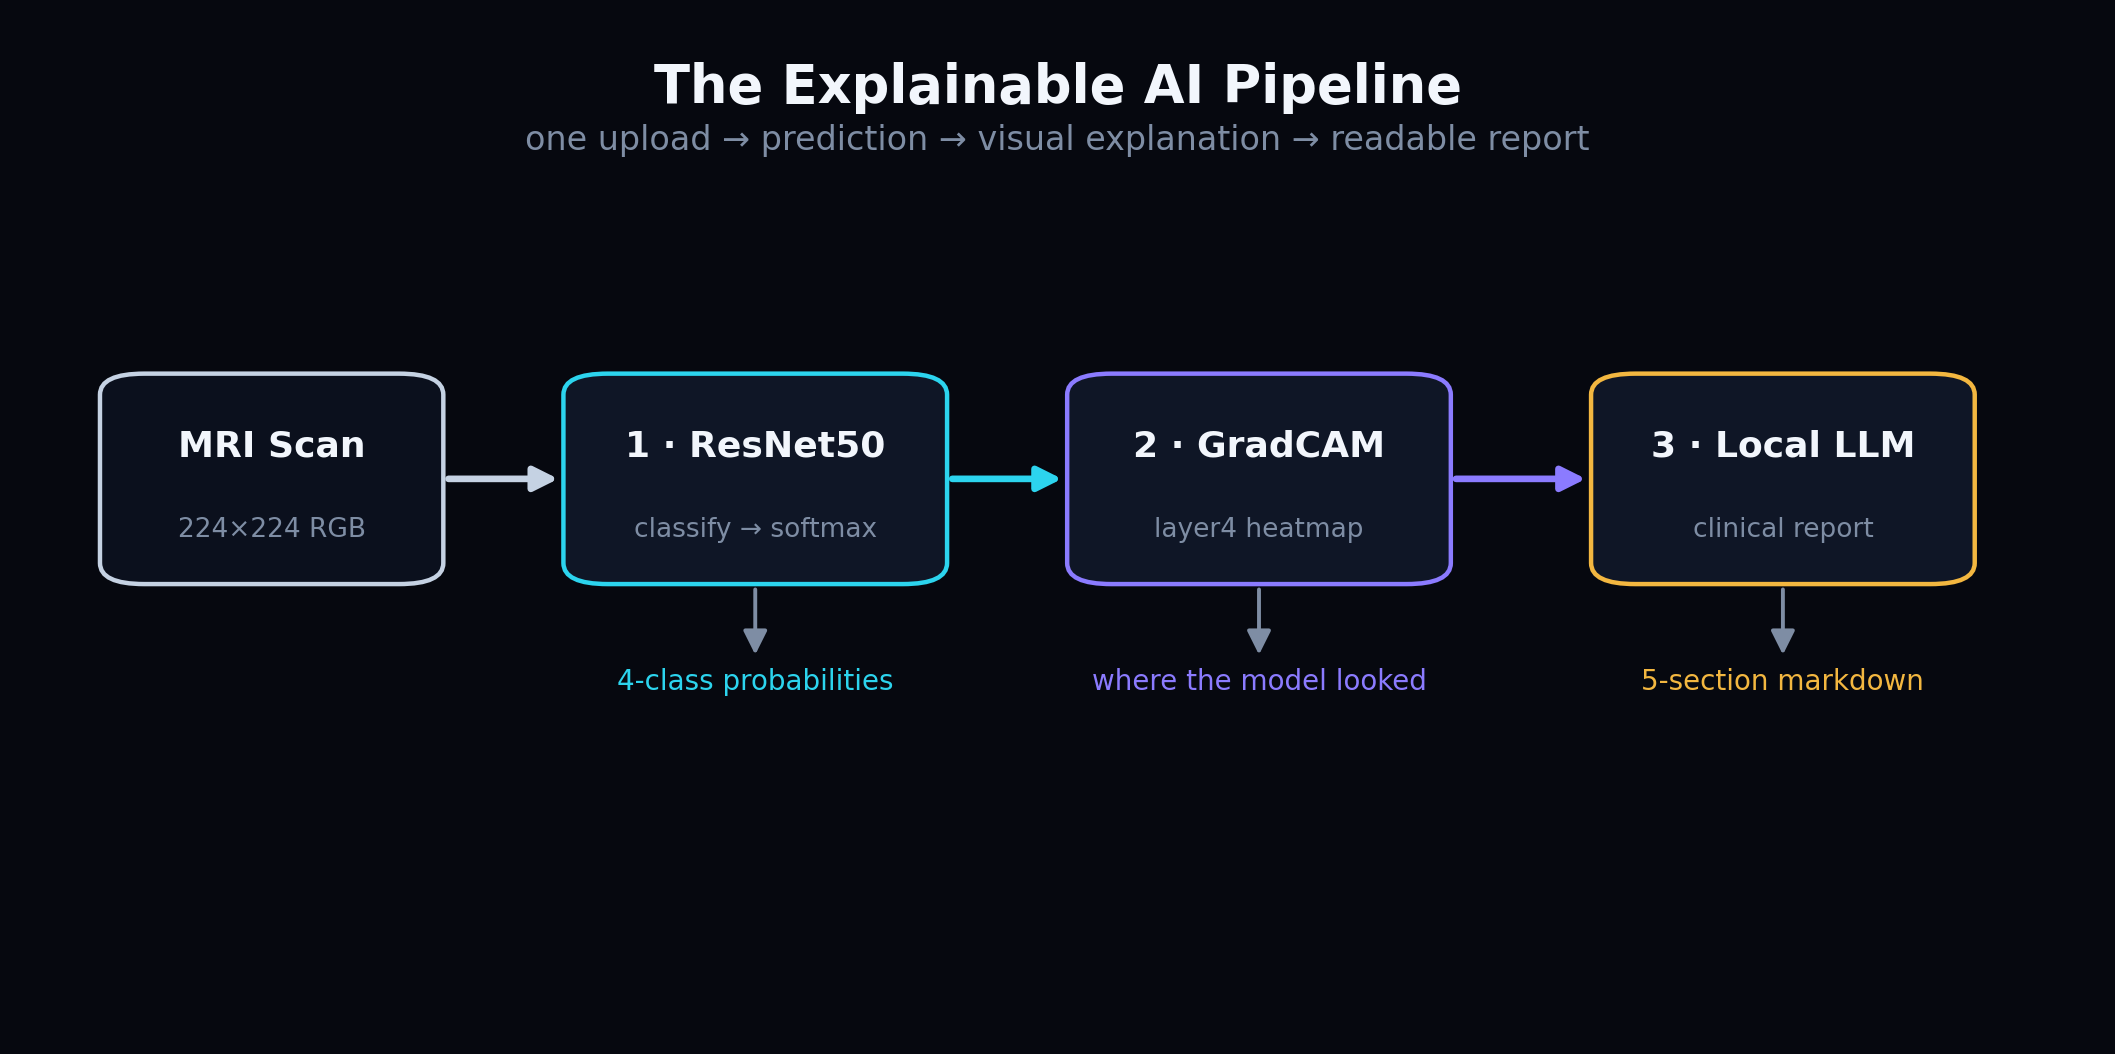 The Explainable AI Pipeline
one upload → prediction → visual explanation → readable report
MRI Scan
224×224 RGB
1 · ResNet50
classify → softmax
2 · GradCAM
layer4 heatmap
3 · Local LLM
clinical report
4-class probabilities
where the model looked
5-section markdown